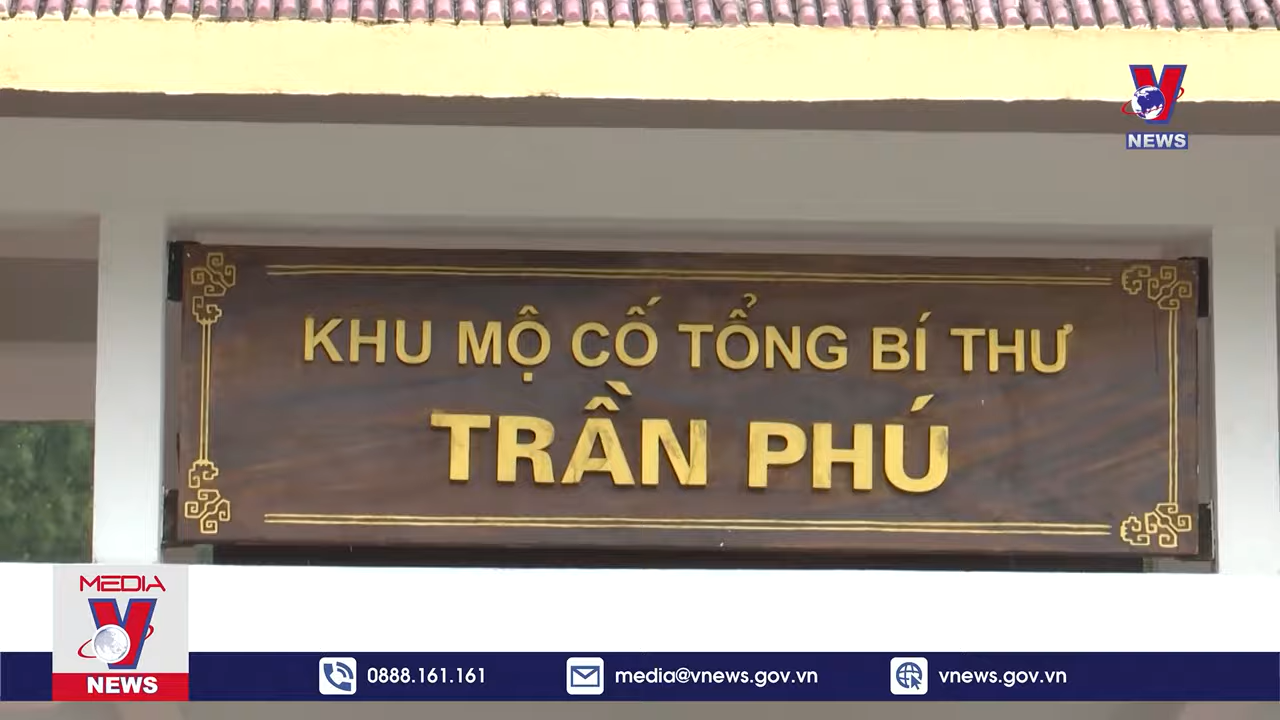 V
NEWS
KHU MỘ CỐ TỔNG BÍ THƯ
TRẦN PHÚ
MEDIA
V
NEWS
0888.161.161
media@vnews.gov.vn
vnews.gov.vn